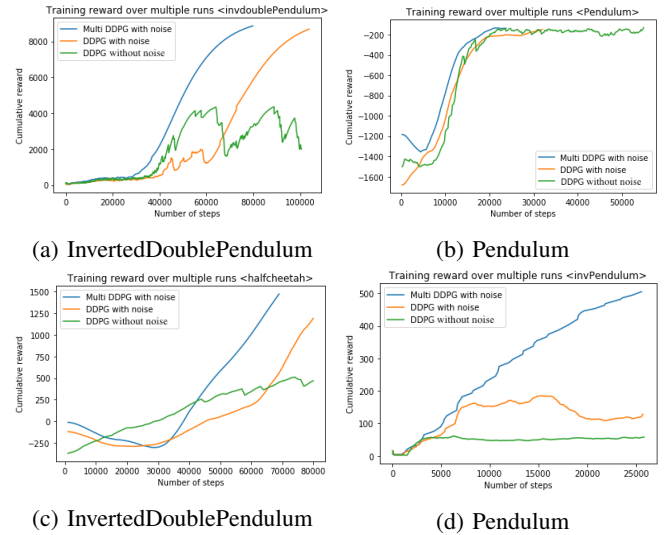 Training reward over multiple runs <invdoublePendulum>
Cumulative reward
8000
6000
4000
2000
0
Multi DDPG with noise
DDPG with noise
DDPG without noise
0 20000 40000 60000 80000 100000
Number of steps
(a) InvertedDoublePendulum
Training reward over multiple runs <Pendulum>
Cumulative reward
−200
−400
−600
−800
−1000
−1200
−1400
−1600
Multi DDPG with noise
DDPG with noise
DDPG without noise
0 10000 20000 30000 40000 50000
Number of steps
(b) Pendulum
Training reward over multiple runs <halfcheetah>
Cumulative reward
1500
1250
1000
750
500
250
0
−250
Multi DDPG with noise
DDPG with noise
DDPG without noise
0 10000 20000 30000 40000 50000 60000 70000 80000
Number of steps
(c) InvertedDoublePendulum
Training reward over multiple runs <invPendulum>
Cumulative reward
500
400
300
200
100
0
Multi DDPG with noise
DDPG with noise
DDPG without noise
0 5000 10000 15000 20000 25000
Number of steps
(d) Pendulum